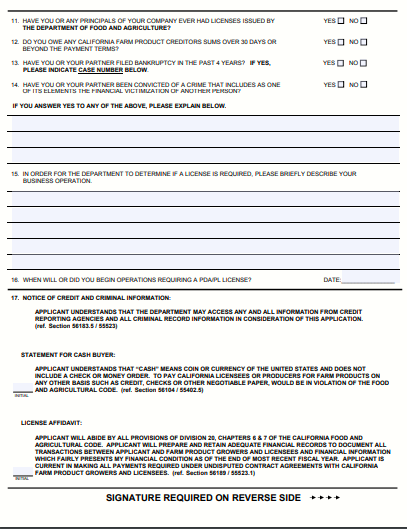 11. HAVE YOU OR ANY PRINCIPALS OF YOUR COMPANY EVER HAD LICENSES ISSUED BY YES NO
THE DEPARTMENT OF FOOD AND AGRICULTURE?
12. DO YOU OWE ANY CALIFORNIA FARM PRODUCT CREDITORS SUMS OVER 30 DAYS OR YES NO
BEYOND THE PAYMENT TERMS?
13. HAVE YOU OR YOUR PARTNER FILED BANKRUPTCY IN THE PAST 4 YEARS? IF YES, YES NO
PLEASE INDICATE CASE NUMBER BELOW.
14. HAVE YOU OR YOUR PARTNER BEEN CONVICTED OF A CRIME THAT INCLUDES AS ONE YES NO
OF ITS ELEMENTS THE FINANCIAL VICTIMIZATION OF ANOTHER PERSON?
IF YOU ANSWER YES TO ANY OF THE ABOVE, PLEASE EXPLAIN BELOW.
15. IN ORDER FOR THE DEPARTMENT TO DETERMINE IF A LICENSE IS REQUIRED, PLEASE BRIEFLY DESCRIBE YOUR
BUSINESS OPERATION.
16. WHEN WILL OR DID YOU BEGIN OPERATIONS REQUIRING A PDA/PL LICENSE? DATE:
17. NOTICE OF CREDIT AND CRIMINAL INFORMATION:
APPLICANT UNDERSTANDS THAT THE DEPARTMENT MAY ACCESS ANY AND ALL INFORMATION FROM CREDIT
REPORTING AGENCIES AND ALL CRIMINAL RECORD INFORMATION IN CONSIDERATION OF THIS APPLICATION.
(ref. Section 56183.5 / 55523)
STATEMENT FOR CASH BUYER:
APPLICANT UNDERSTANDS THAT "CASH" MEANS COIN OR CURRENCY OF THE UNITED STATES AND DOES NOT
INCLUDE A CHECK OR MONEY ORDER. TO PAY CALIFORNIA LICENSEES OR PRODUCERS FOR FARM PRODUCTS ON
ANY OTHER BASIS SUCH AS CREDIT, CHECKS OR OTHER NEGOTIABLE PAPER, WOULD BE IN VIOLATION OF THE FOOD
AND AGRICULTURAL CODE. (ref. Section 56104 / 55402.5)
INITIAL
LICENSE AFFIDAVIT:
APPLICANT WILL ABIDE BY ALL PROVISIONS OF DIVISION 20, CHAPTERS 6 & 7 OF THE CALIFORNIA FOOD AND
AGRICULTURAL CODE. APPLICANT WILL PREPARE AND RETAIN ADEQUATE FINANCIAL RECORDS TO DOCUMENT ALL
TRANSACTIONS BETWEEN APPLICANT AND FARM PRODUCT GROWERS AND LICENSEES AND FINANCIAL INFORMATION
WHICH FAIRLY PRESENTS MY FINANCIAL CONDITION AS OF THE END OF MOST RECENT FISCAL YEAR. APPLICANT IS
CURRENT IN MAKING ALL PAYMENTS REQUIRED UNDER UNDISPUTED CONTRACT AGREEMENTS WITH CALIFORNIA
FARM PRODUCT GROWERS AND LICENSEES. (ref. Section 56189 / 55523.1)
INITIAL
SIGNATURE REQUIRED ON REVERSE SIDE